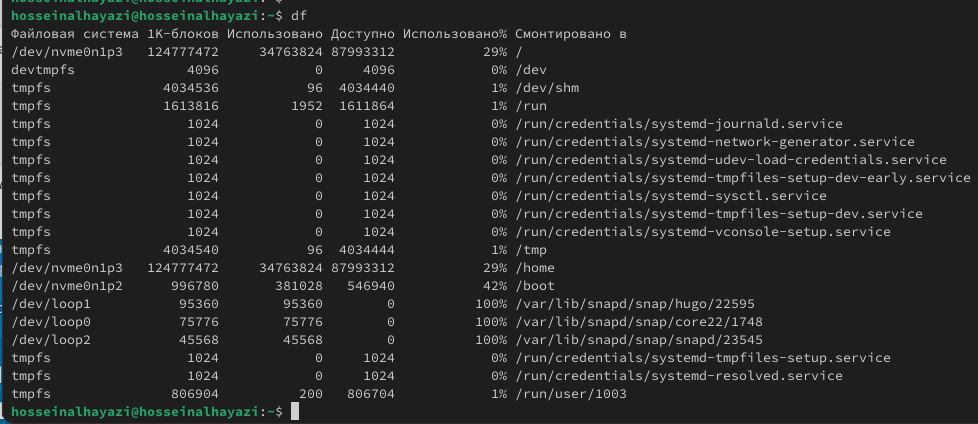 hosseinalhayazi@hosseinalhayazi:~$ df
Файловая система 1K-блоков Использовано Доступно Использовано% Смонтировано в
/dev/nvme0n1p3 124777472 34763824 87993312 29% /
devtmpfs 4096 0 4096 0% /dev
tmpfs 4034536 96 4034440 1% /dev/shm
tmpfs 1613816 1952 1611864 1% /run
tmpfs 1024 0 1024 0% /run/credentials/systemd-journald.service
tmpfs 1024 0 1024 0% /run/credentials/systemd-network-generator.service
tmpfs 1024 0 1024 0% /run/credentials/systemd-udev-load-credentials.service
tmpfs 1024 0 1024 0% /run/credentials/systemd-tmpfiles-setup-dev-early.service
tmpfs 1024 0 1024 0% /run/credentials/systemd-sysctl.service
tmpfs 1024 0 1024 0% /run/credentials/systemd-tmpfiles-setup-dev.service
tmpfs 1024 0 1024 0% /run/credentials/systemd-vconsole-setup.service
tmpfs 4034540 96 4034444 1% /tmp
/dev/nvme0n1p3 124777472 34763824 87993312 29% /home
/dev/nvme0n1p2 996780 381028 546940 42% /boot
/dev/loop1 95360 95360 0 100% /var/lib/snapd/snap/hugo/22595
/dev/loop0 75776 75776 0 100% /var/lib/snapd/snap/core22/1748
/dev/loop2 45568 45568 0 100% /var/lib/snapd/snap/snapd/23545
tmpfs 1024 0 1024 0% /run/credentials/systemd-tmpfiles-setup.service
tmpfs 1024 0 1024 0% /run/credentials/systemd-resolved.service
tmpfs 806904 200 806704 1% /run/user/1003
hosseinalhayazi@hosseinalhayazi:~$